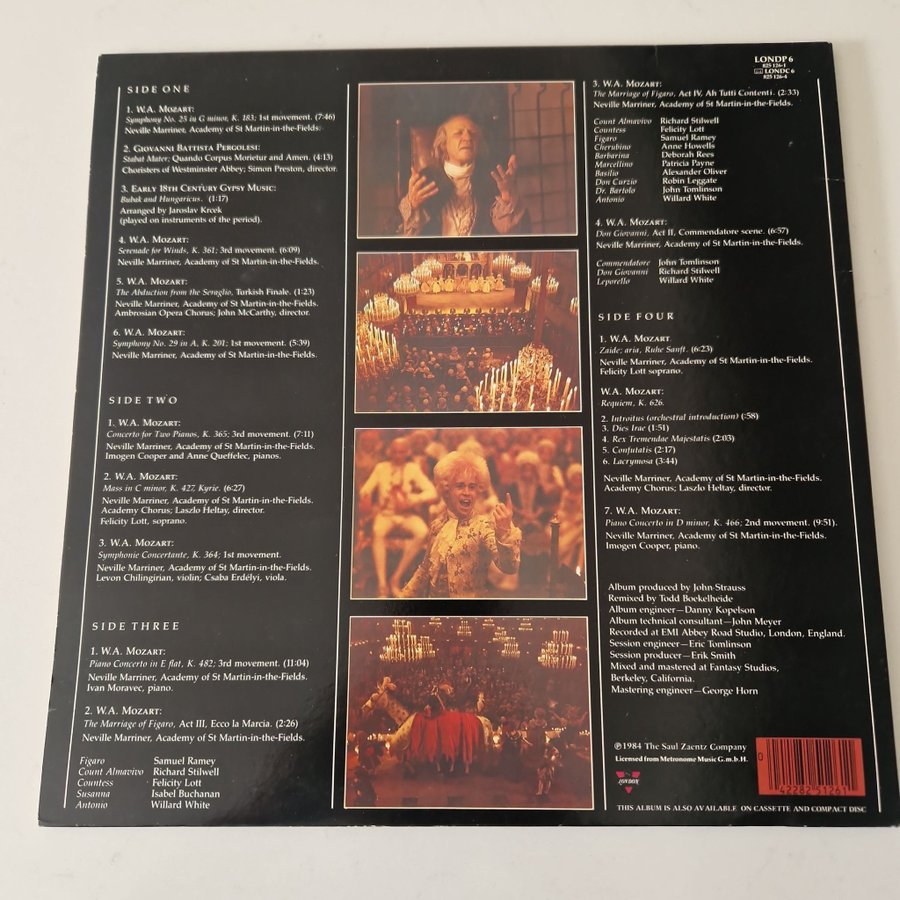 SIDE ONE
1. W.A. MOZART:
Symphony No. 25 in G minor, K. 183; 1st movement. (7:46)
Neville Marriner, Academy of St Martin-in-the-Fields.
2. GIOVANNI BATTISTA PERGOLESI:
Stabat Mater; Quando Corpus Morietur and Amen. (4:13)
Choristers of Westminster Abbey; Simon Preston, director.
3. EARLY 18TH CENTURY GYPSY MUSIC:
Bubak and Hungaricus. (1:17)
Arranged by Jaroslav Krcek
(played on instruments of the period).
4. W.A. MOZART:
Serenade for Winds, K. 361; 3rd movement. (6:09)
Neville Marriner, Academy of St Martin-in-the-Fields.
5. W.A. MOZART:
The Abduction from the Seraglio, Turkish Finale. (1:23)
Neville Marriner, Academy of St Martin-in-the-Fields.
Ambrosian Opera Chorus; John McCarthy, director.
6. W.A. MOZART:
Symphony No. 29 in A, K. 201; 1st movement. (5:39)
Neville Marriner, Academy of St Martin-in-the-Fields.
SIDE TWO
1. W.A. MOZART:
Concerto for Two Pianos, K. 365; 3rd movement. (7:11)
Neville Marriner, Academy of St Martin-in-the-Fields.
Imogen Cooper and Anne Queffelec, pianos.
2. W.A. MOZART:
Mass in C minor, K. 427, Kyrie. (6:27)
Neville Marriner, Academy of St Martin-in-the-Fields.
Academy Chorus; Laszlo Heltay, director.
Felicity Lott, soprano.
3. W.A. MOZART:
Symphonie Concertante, K. 364; 1st movement.
Neville Marriner, Academy of St Martin-in-the-Fields.
Levon Chilingirian, violin; Csaba Erdélyi, viola.
SIDE THREE
1. W.A. MOZART:
Piano Concerto in E flat, K. 482; 3rd movement. (11:04)
Neville Marriner, Academy of St Martin-in-the-Fields.
Ivan Moravec, piano.
2. W.A. MOZART:
The Marriage of Figaro, Act III, Ecco la Marcia. (2:26)
Neville Marriner, Academy of St Martin-in-the-Fields.
Figaro Samuel Ramey
Count Almavivo Richard Stilwell
Countess Felicity Lott
Susanna Isabel Buchanan
Antonio Willard White
LONDP 6
825 126-1
LONDC 6
825 126-4
3. W.A. MOZART:
The Marriage of Figaro, Act IV, Ah Tutti Contenti. (2:33)
Neville Marriner, Academy of St Martin-in-the-Fields.
Count Almavivo Richard Stilwell
Countess Felicity Lott
Figaro Samuel Ramey
Cherubino Anne Howells
Barbarina Deborah Rees
Marcellino Patricia Payne
Basilio Alexander Oliver
Don Curzio Robin Leggate
Dr. Bartolo John Tomlinson
Antonio Willard White
4. W.A. MOZART:
Don Giovanni, Act II, Commendatore scene. (6:57)
Neville Marriner, Academy of St Martin-in-the-Fields.
Commendatore John Tomlinson
Don Giovanni Richard Stilwell
Leporello Willard White
SIDE FOUR
1. W.A. MOZART
Zaide; aria, Ruhe Sanft. (6:23)
Neville Marriner, Academy of St Martin-in-the-Fields.
Felicity Lott soprano.
W.A. MOZART:
Requiem, K. 626.
2. Introitus (orchestral introduction) (:58)
3. Dies Irae (1:51)
4. Rex Tremendae Majestatis (2:03)
5. Confutatis (2:17)
6. Lacrymosa (3:44)
Neville Marriner, Academy of St Martin-in-the-Fields.
Academy Chorus; Laszlo Heltay, director.
7. W.A. MOZART:
Piano Concerto in D minor, K. 466; 2nd movement. (9:51).
Neville Marriner, Academy of St Martin-in-the-Fields.
Imogen Cooper, piano.
Album produced by John Strauss
Remixed by Todd Boekelheide
Album engineer—Danny Kopelson
Album technical consultant—John Meyer
Recorded at EMI Abbey Road Studio, London, England.
Session engineer—Eric Tomlinson
Session producer—Erik Smith
Mixed and mastered at Fantasy Studios,
Berkeley, California.
Mastering engineer—George Horn
℗1984 The Saul Zaentz Company
Licensed from Metronome Music G.m.b.H.
LONDON
0
42282 51261
THIS ALBUM IS ALSO AVAILABLE ON CASSETTE AND COMPACT DISC